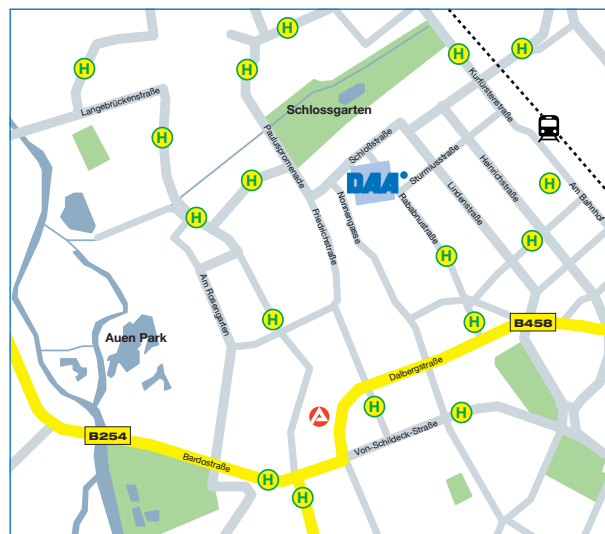 H
H
H
H
H
Langebrückenstraße
Kurfürstenstraße
Schlossgarten
H
Pauluspromenade
Schloßstraße
Sturmiusstraße
Heinrichstraße
H
DAA
H
Am Bahnhof
Lindenstraße
Rabanusstraße
Nonnengasse
Friedrichstraße
H
H
H
Am Rosengarten
H
H
B458
Auen Park
Dalbergstraße
H
H
B254
Von-Schildeck-Straße
Bardostraße
H
H